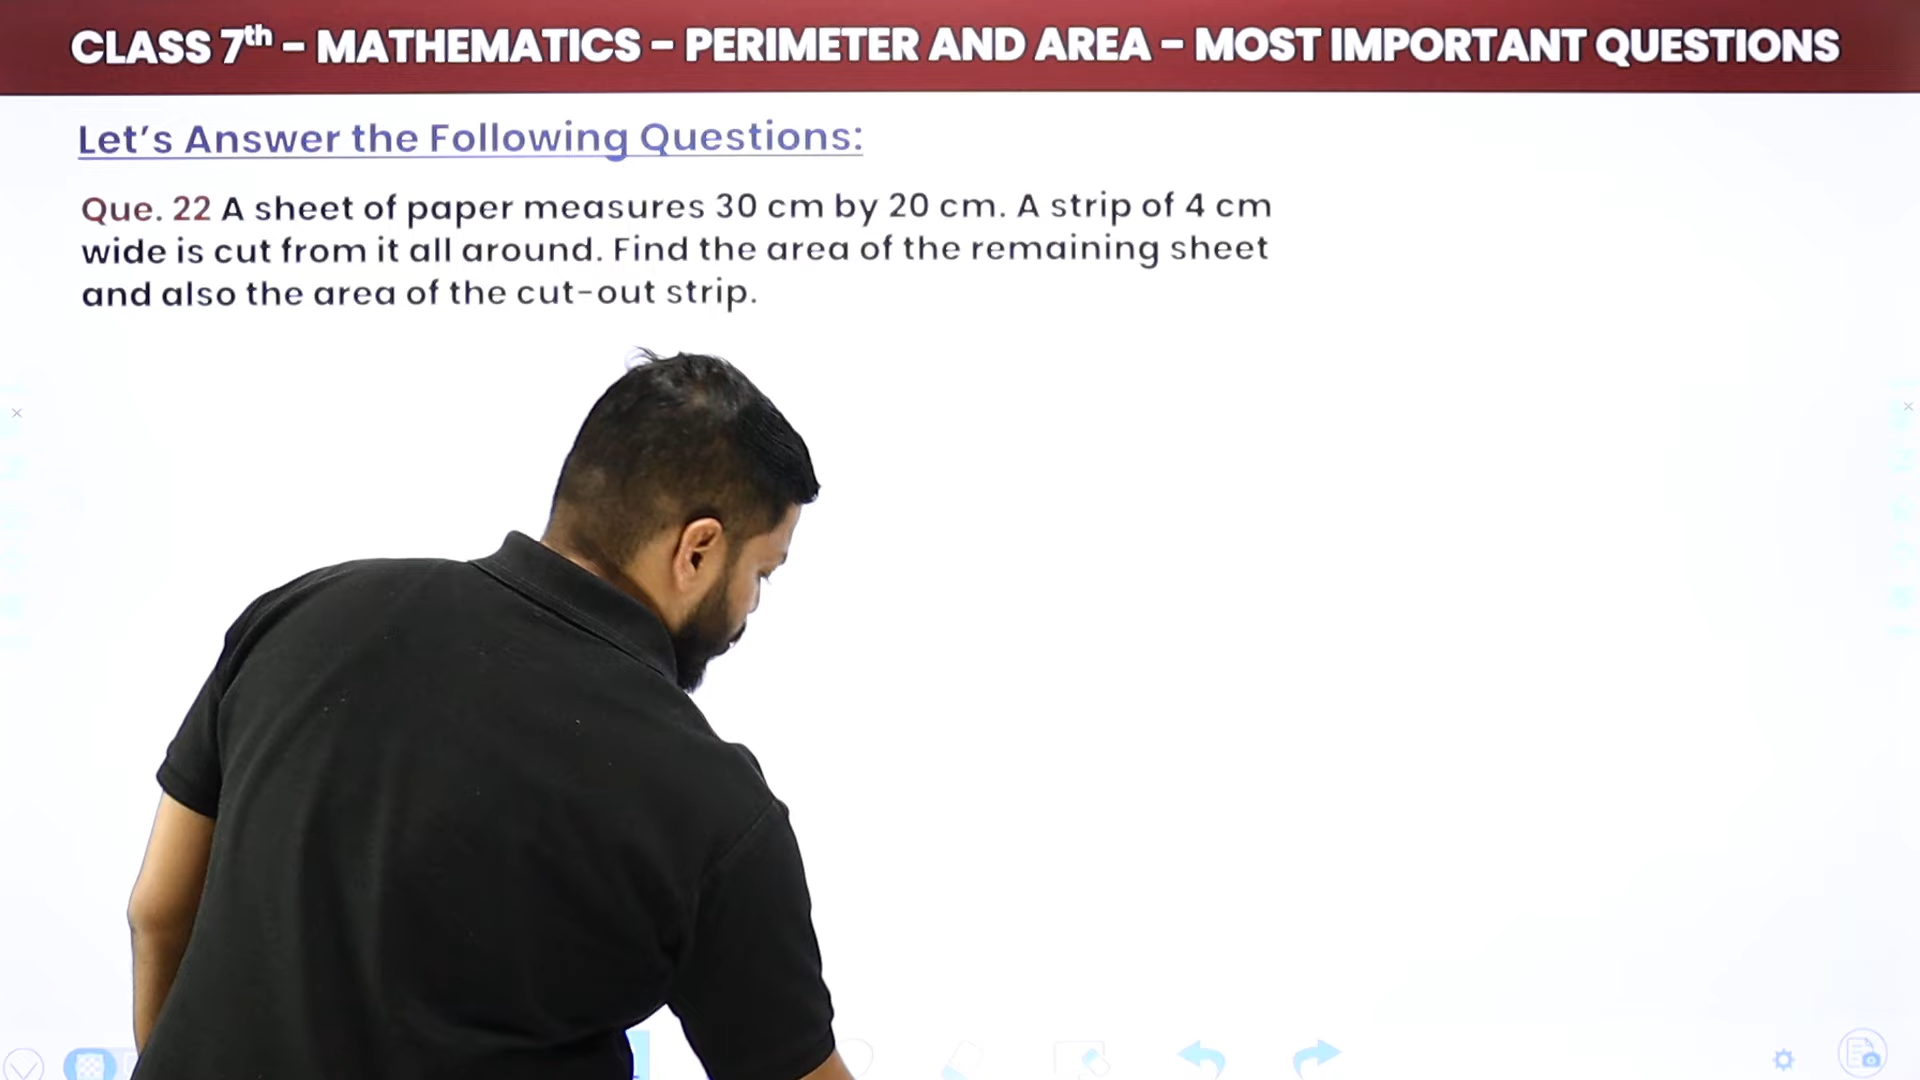 CLASS 7th - MATHEMATICS - PERIMETER AND AREA - MOST IMPORTANT QUESTIONS
Let's Answer the Following Questions:
Que. 22 A sheet of paper measures 30 cm by 20 cm. A strip of 4 cm
wide is cut from it all around. Find the area of the remaining sheet
and also the area of the cut-out strip.